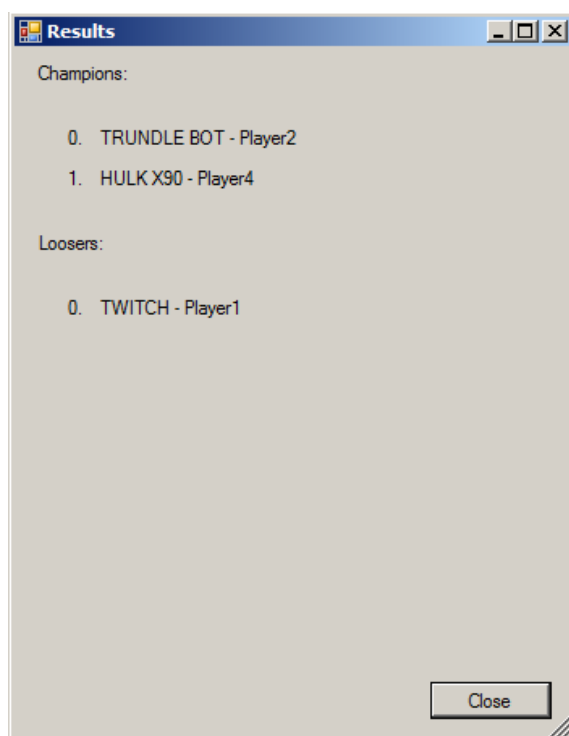 Results
Champions:
0. TRUNDLE BOT - Player2
1. HULK X90 - Player4
Loosers:
0. TWITCH - Player1
Close